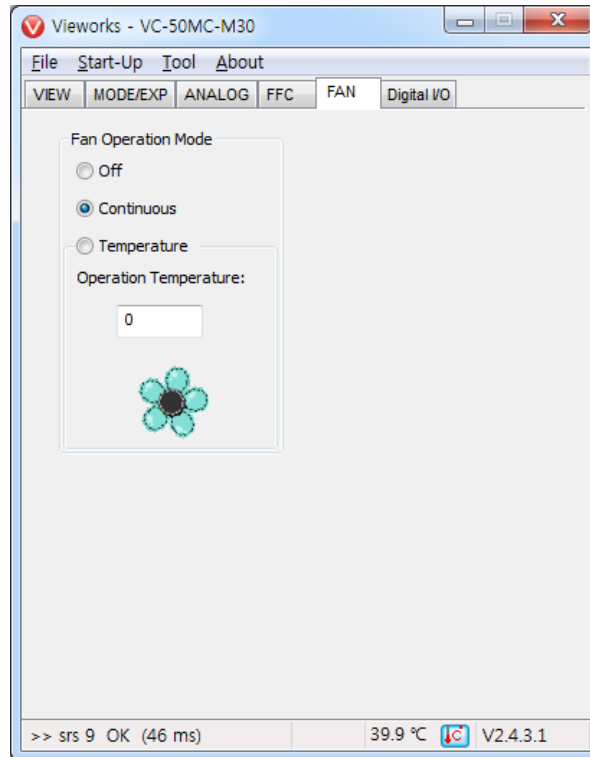 Vieworks - VC-50MC-M30
File Start-Up Tool About
VIEW MODE/EXP ANALOG FFC FAN Digital I/O
Fan Operation Mode
Off
Continuous
Temperature
Operation Temperature:
0
>> srs 9 OK (46 ms) 39.9 ℃ C V2.4.3.1